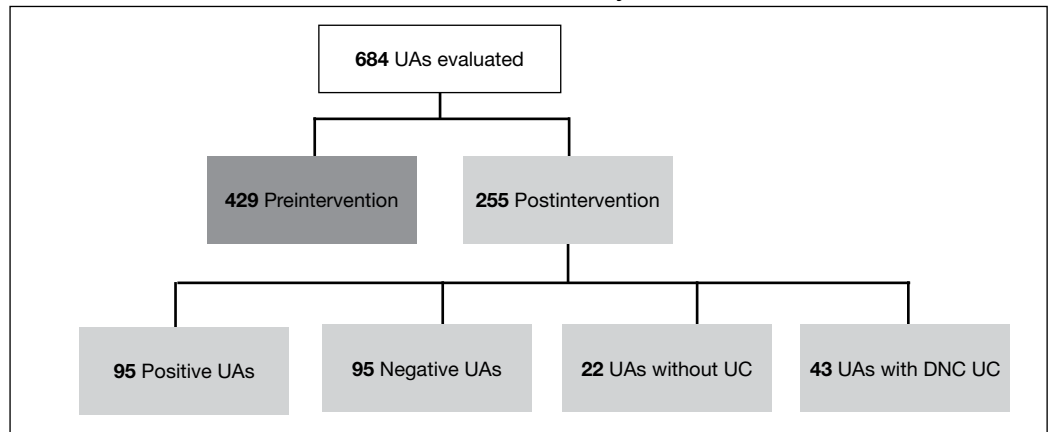 684 UAs evaluated
429 Preintervention
255 Postintervention
95 Positive UAs
95 Negative UAs
22 UAs without UC
43 UAs with DNC UC